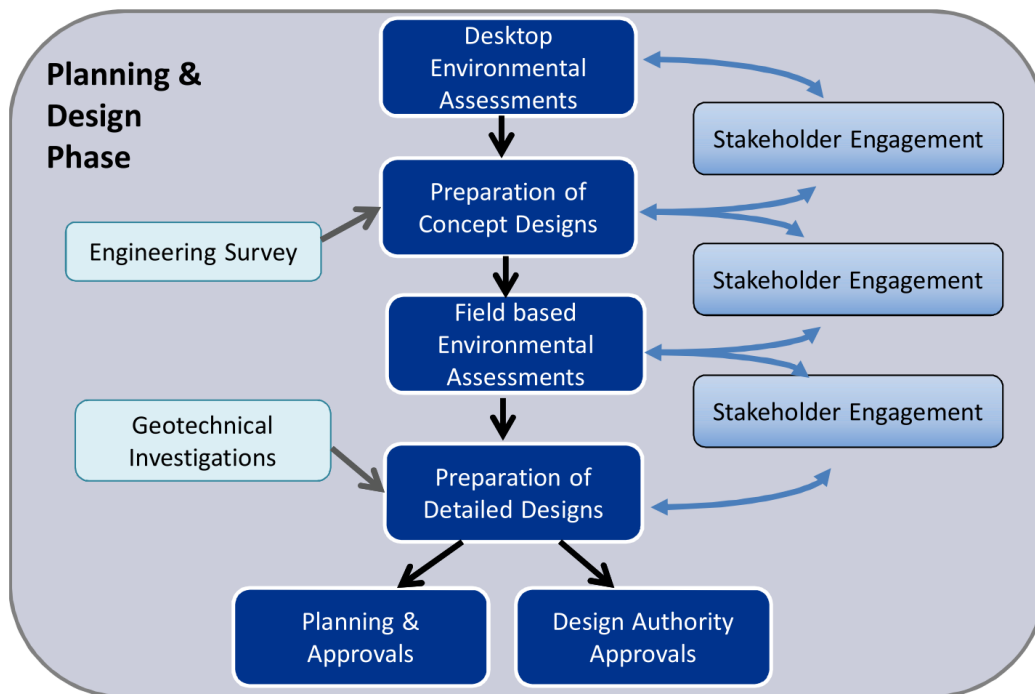 Planning &
Design
Phase
Desktop
Environmental
Assessments
Stakeholder Engagement
Preparation of
Concept Designs
Engineering Survey
Stakeholder Engagement
Field based
Environmental
Assessments
Stakeholder Engagement
Geotechnical
Investigations
Preparation of
Detailed Designs
Planning &
Approvals
Design Authority
Approvals